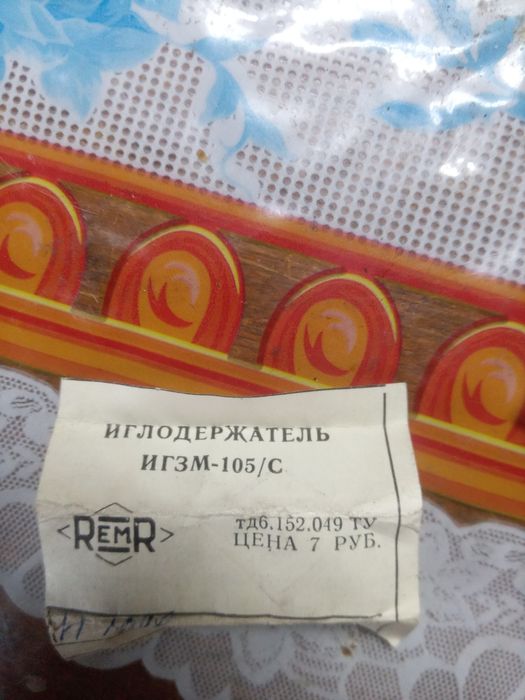 ИГЛОДЕРЖАТЕЛЬ
ИГЗМ-105/С
REMR
тд6.152.049 ТУ
ЦЕНА 7 РУБ.